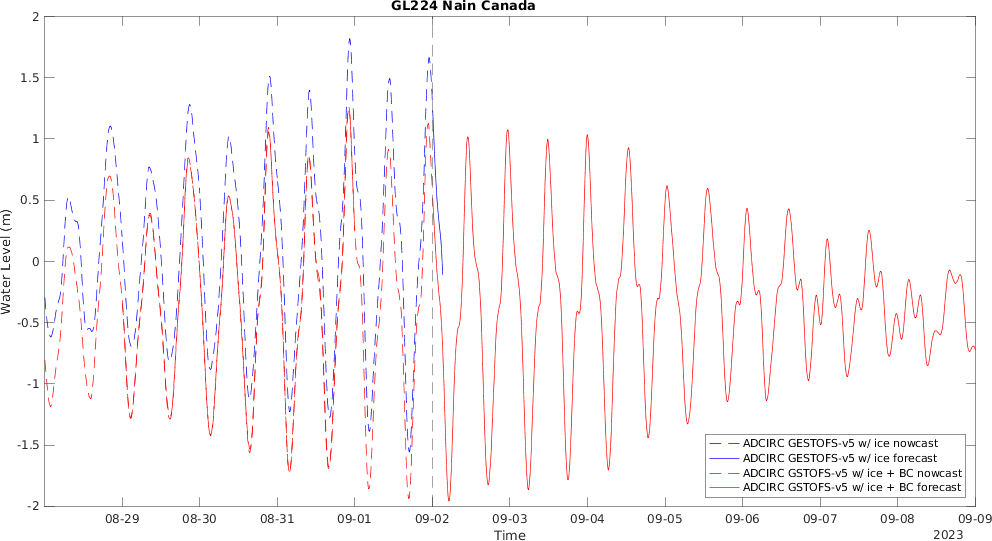 GL224 Nain Canada
2
1.5
1
0.5
0
-0.5
-1
-1.5
-2
Water Level (m)
ADCIRC GESTOFS-v5 w/ ice nowcast
ADCIRC GESTOFS-v5 w/ ice forecast
ADCIRC GSTOFS-v5 w/ ice + BC nowcast
ADCIRC GSTOFS-v5 w/ ice + BC forecast
08-29 08-30 08-31 09-01 09-02 09-03 09-04 09-05 09-06 09-07 09-08 09-09
Time
2023